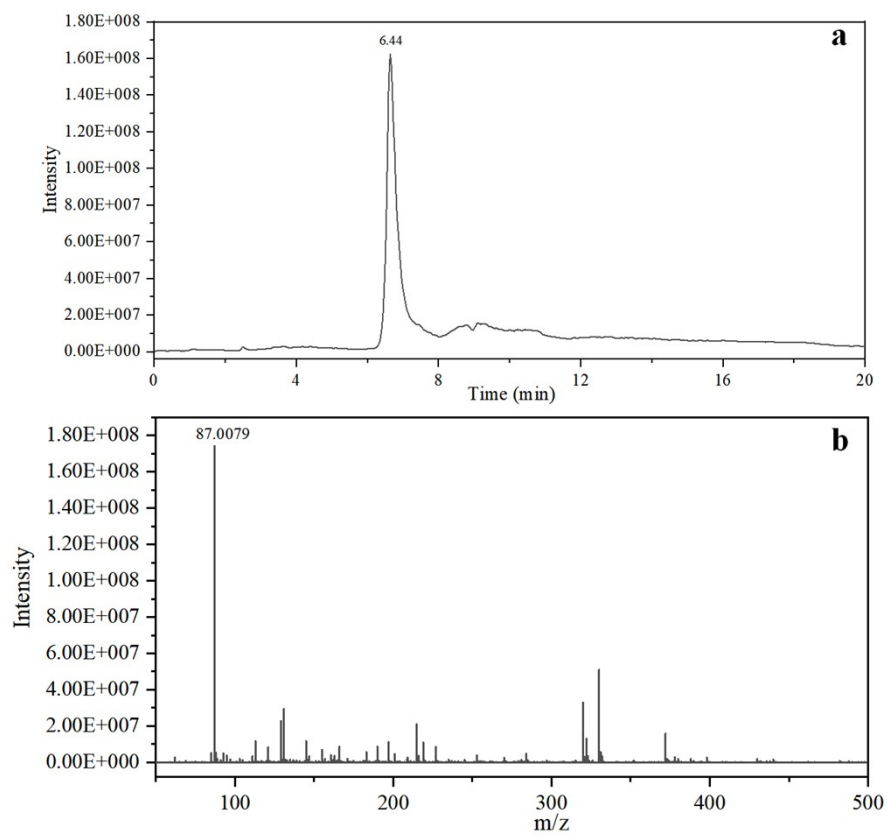 a
6.44
1.80E+008
1.60E+008
1.40E+008
1.20E+008
1.00E+008
8.00E+007
6.00E+007
4.00E+007
2.00E+007
0.00E+000
Intensity
0 4 8 12 16 20
Time (min)
b
87.0079
1.80E+008
1.60E+008
1.40E+008
1.20E+008
1.00E+008
8.00E+007
6.00E+007
4.00E+007
2.00E+007
0.00E+000
Intensity
100 200 300 400 500
m/z